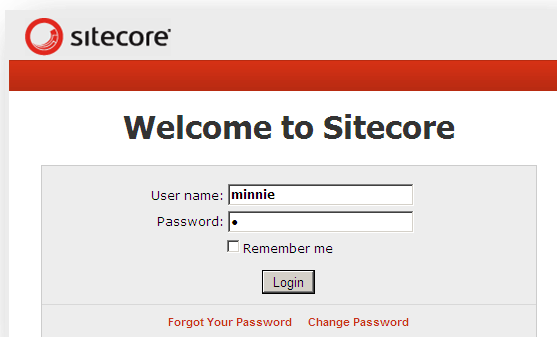 sitecore
Welcome to Sitecore
User name: minnie
Password: •
Remember me
Login
Forgot Your Password Change Password